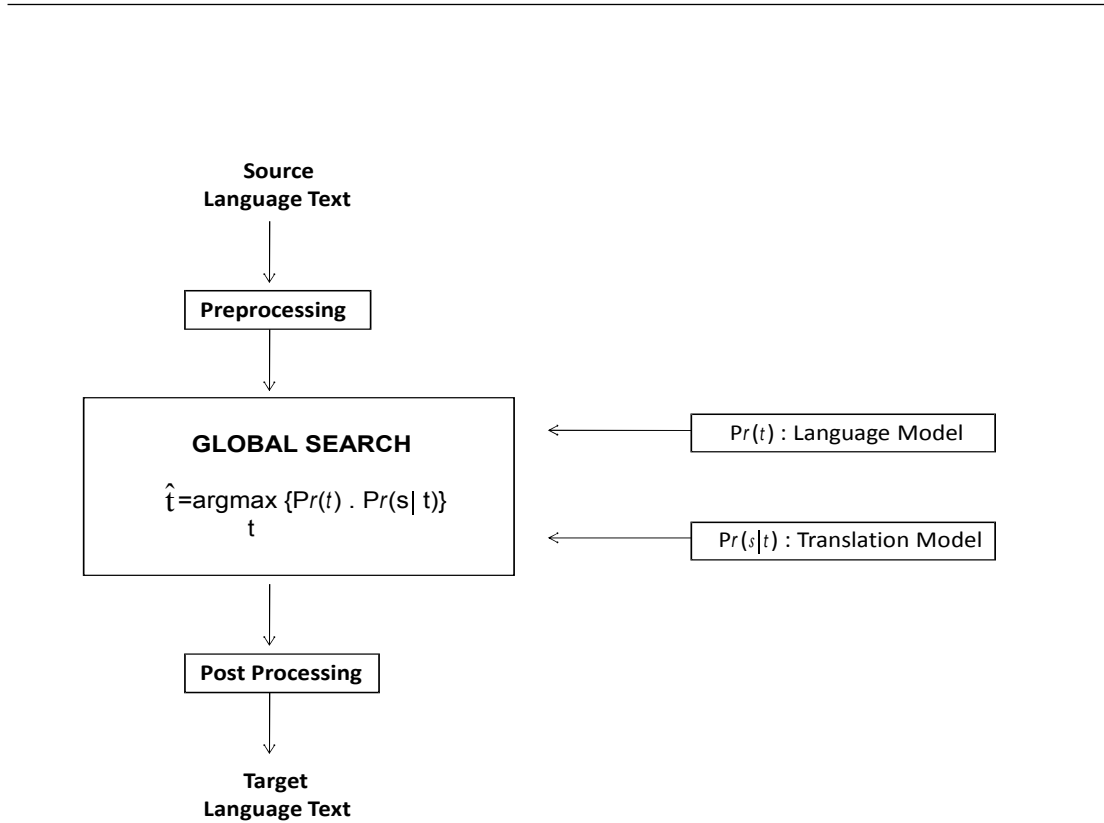 Source
Language Text
Preprocessing
GLOBAL SEARCH
t̂=argmax {Pr(t) . Pr(s| t)}
t
Pr(t) : Language Model
Pr(s|t) : Translation Model
Post Processing
Target
Language Text